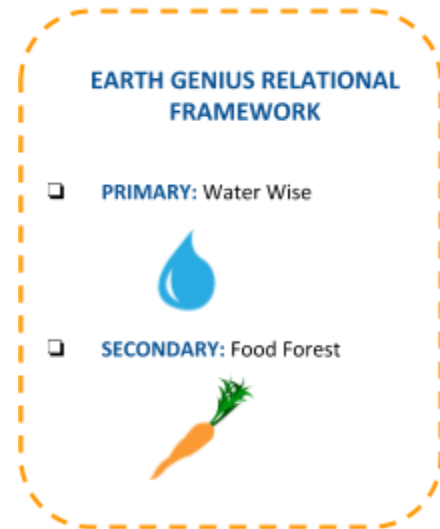 EARTH GENIUS RELATIONAL
FRAMEWORK
❑ PRIMARY: Water Wise
❑ SECONDARY: Food Forest